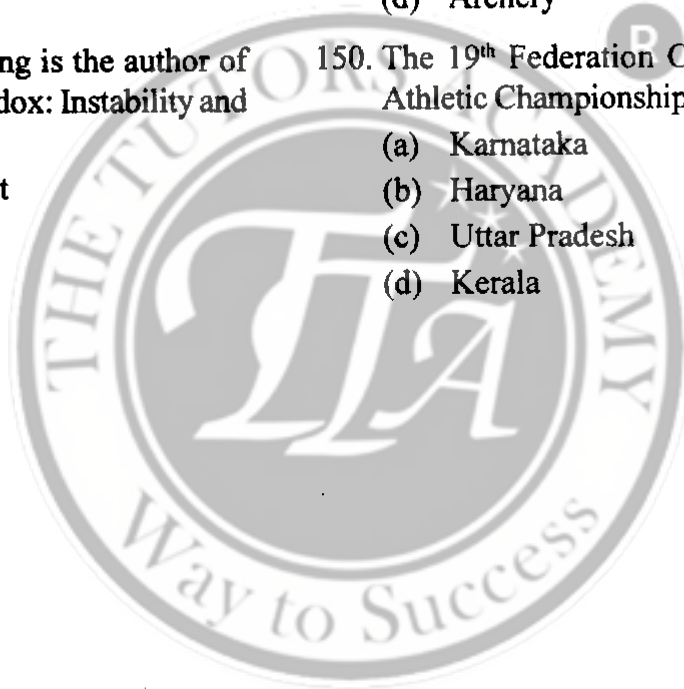 (d) Archery
ng is the author of
dox: Instability and
t
150. The 19th Federation C
Athletic Championship
(a) Karnataka
(b) Haryana
(c) Uttar Pradesh
(d) Kerala
R
THE TUTORS ACADEMY
TTA
Way to Success